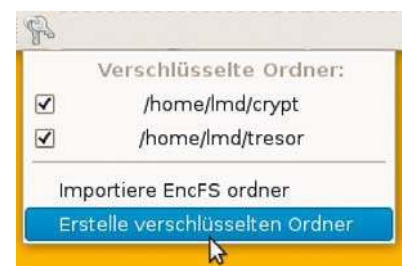 Verschlüsselte Ordner:
/home/lmd/crypt
/home/lmd/tresor
Importiere EncFS ordner
Erstelle verschlüsselten Ordner